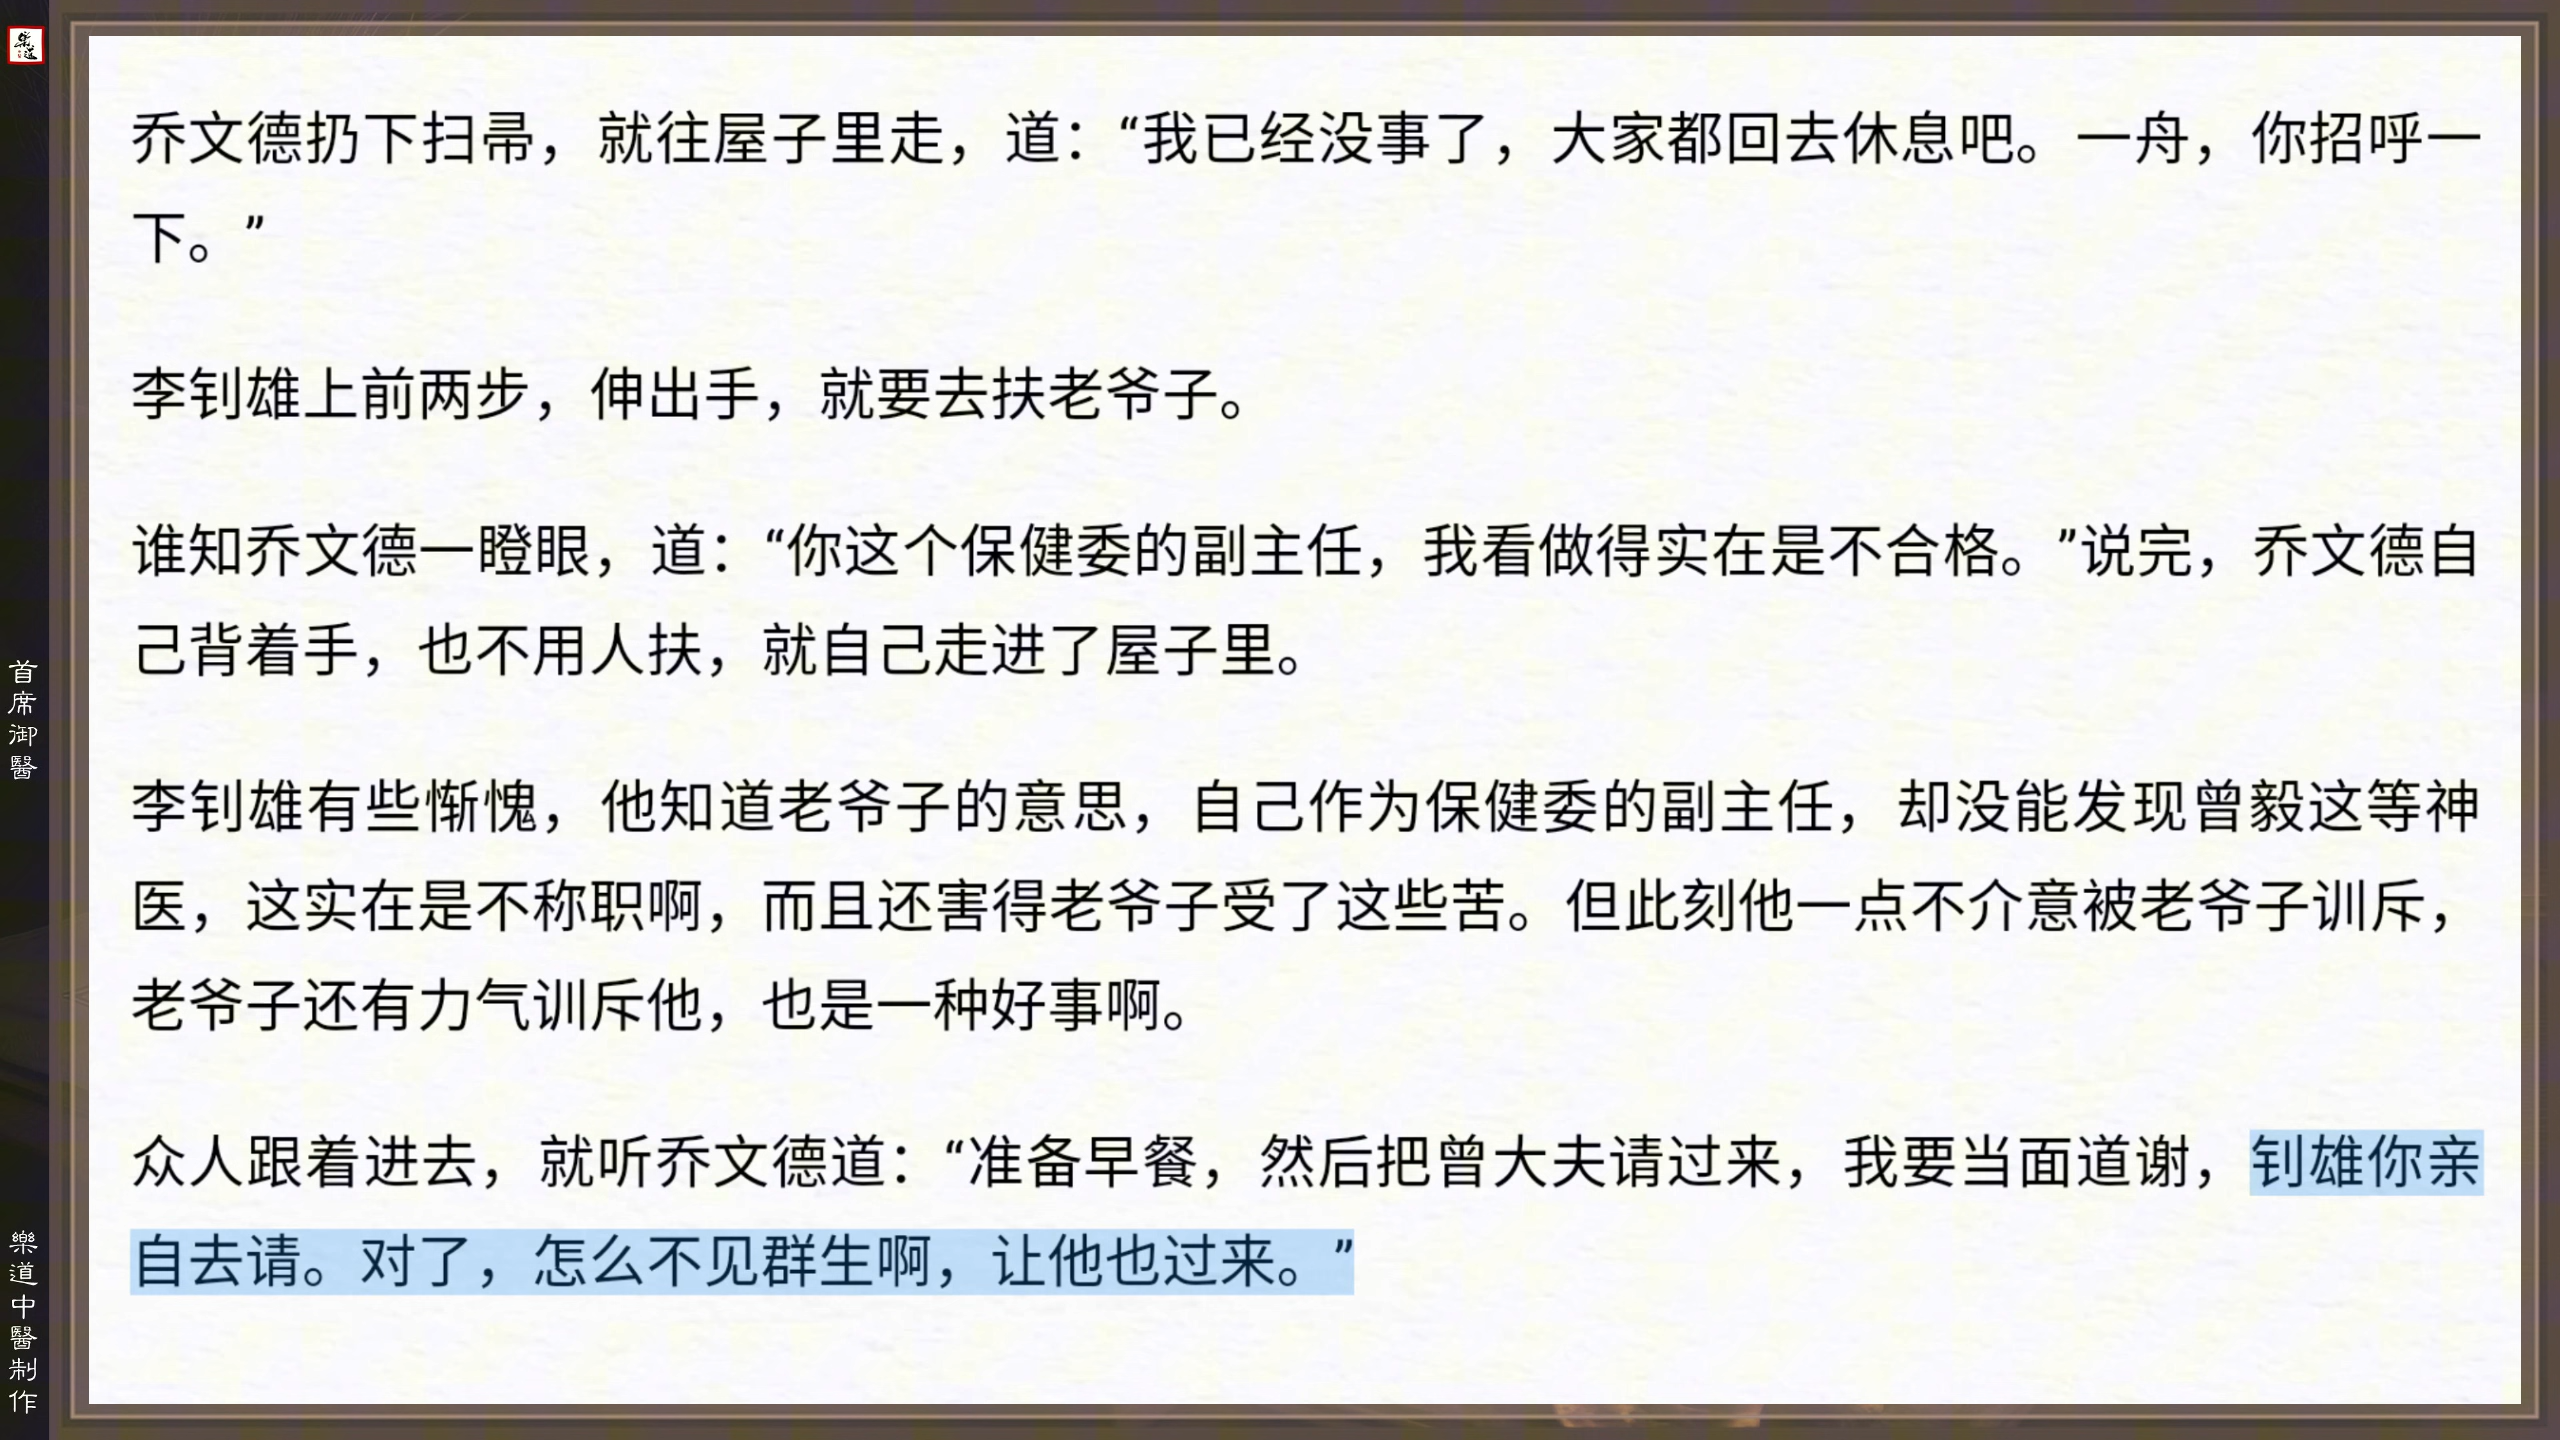 乔文德扔下扫帚，就往屋子里走，道：“我已经没事了，大家都回去休息吧。一舟，你招呼一
下。”
李钊雄上前两步，伸出手，就要去扶老爷子。
谁知乔文德一瞪眼，道：“你这个保健委的副主任，我看做得实在是不合格。”说完，乔文德自
己背着手，也不用人扶，就自己走进了屋子里。
李钊雄有些惭愧，他知道老爷子的意思，自己作为保健委的副主任，却没能发现曾毅这等神
医，这实在是不称职啊，而且还害得老爷子受了这些苦。但此刻他一点不介意被老爷子训斥，
老爷子还有力气训斥他，也是一种好事啊。
众人跟着进去，就听乔文德道：“准备早餐，然后把曾大夫请过来，我要当面道谢，钊雄你亲
自去请。对了，怎么不见群生啊，让他也过来。”
樂道
首席御醫
樂道中醫制作